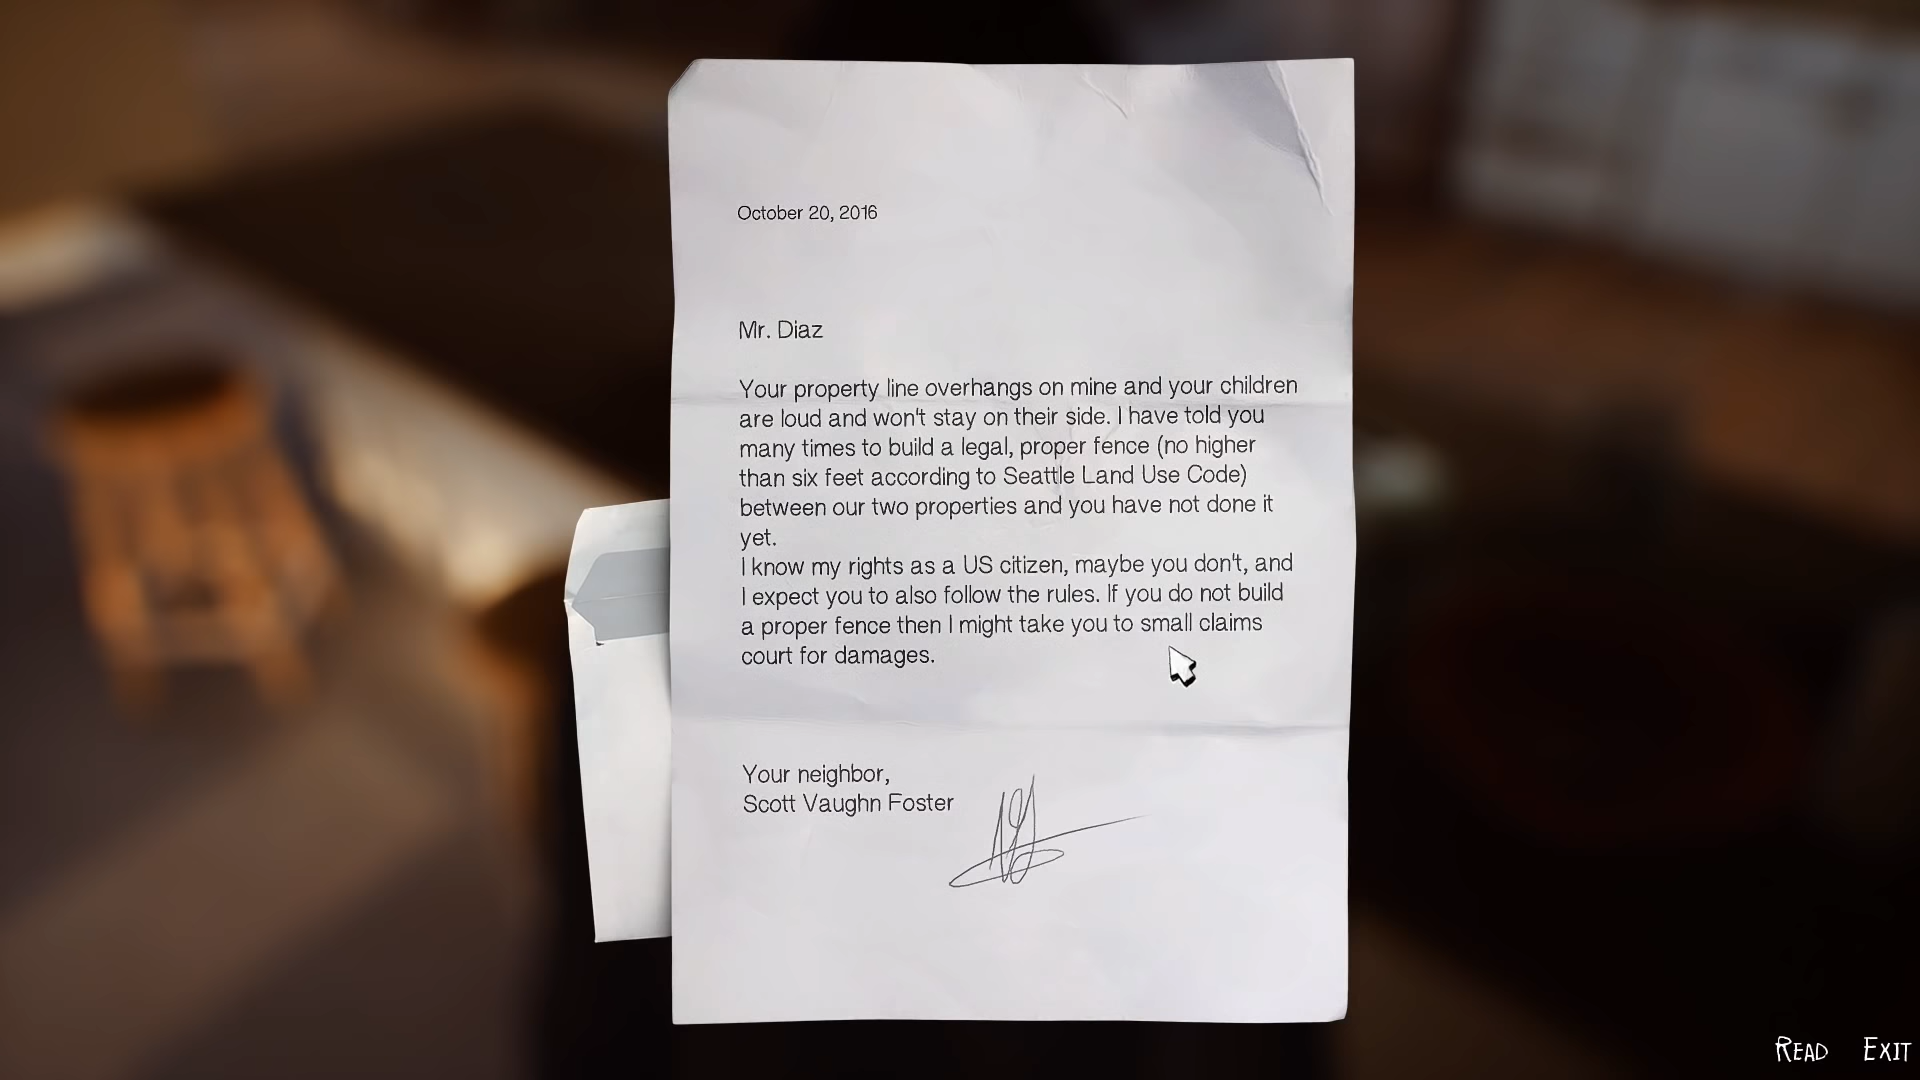 October 20, 2016
Mr. Diaz
Your property line overhangs on mine and your children
are loud and won't stay on their side. I have told you
many times to build a legal, proper fence (no higher
than six feet according to Seattle Land Use Code)
between our two properties and you have not done it
yet.
I know my rights as a US citizen, maybe you don't, and
I expect you to also follow the rules. If you do not build
a proper fence then I might take you to small claims
court for damages.
Your neighbor,
Scott Vaughn Foster
READ EXIT